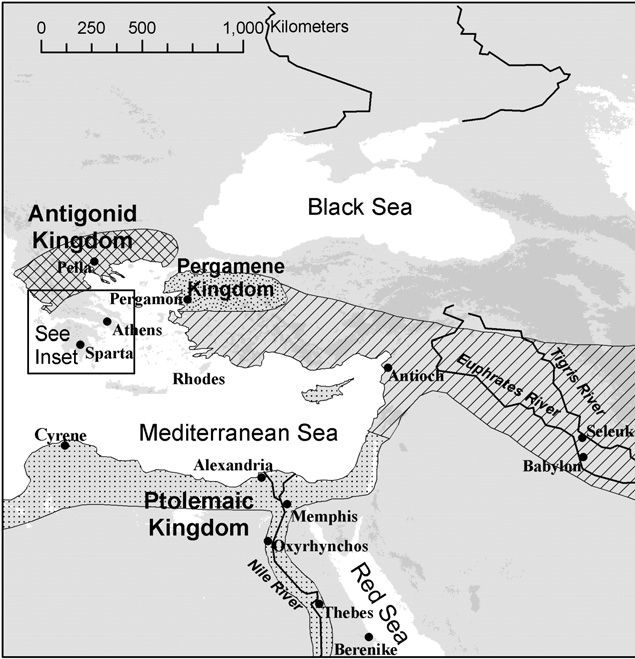 0 250 500 1,000 Kilometers
Black Sea
Antigonid
Kingdom
Pella
Pergamene
Kingdom
Pergamon
See
Inset
Athens
Sparta
Rhodes
Antioch
Euphrates River
Tigris River
Seleuk
Babylon
Mediterranean Sea
Cyrene
Alexandria
Ptolemaic
Kingdom
Memphis
Oxyrhynchos
Nile River
Red Sea
Thebes
Berenike